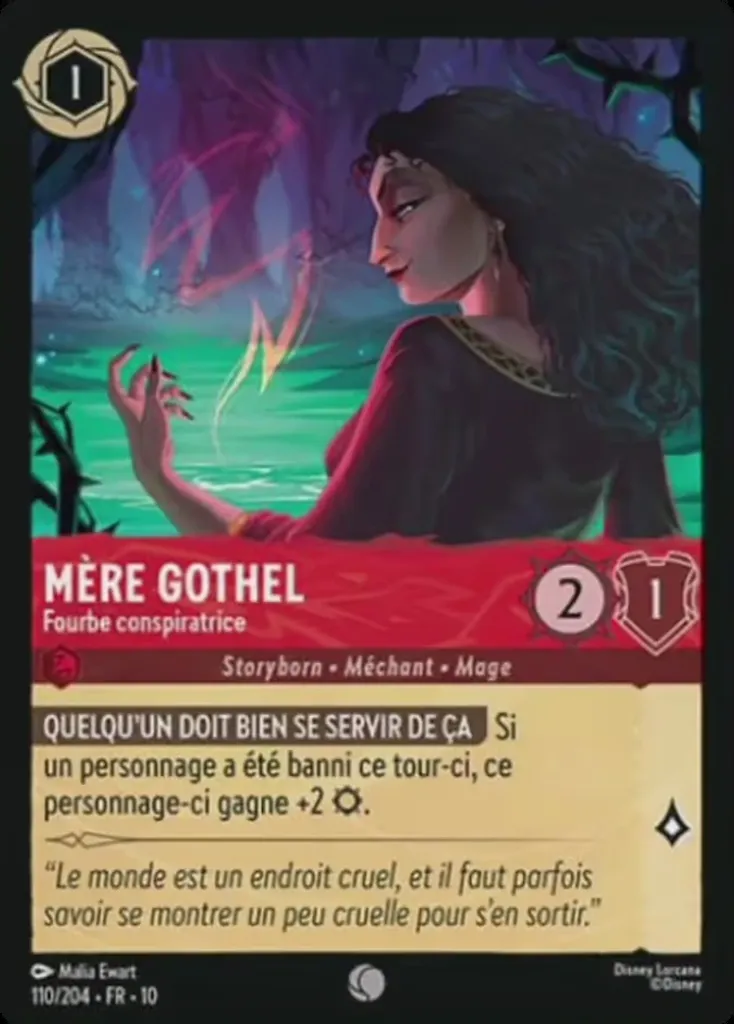 1
MÈRE GOTHEL
Fourbe conspiratrice
2
1
Storyborn • Méchant • Mage
QUELQU'UN DOIT BIEN SE SERVIR DE ÇA Si
un personnage a été banni ce tour-ci, ce
personnage-ci gagne +2 .
“Le monde est un endroit cruel, et il faut parfois
savoir se montrer un peu cruelle pour s'en sortir.”
Malia Ewart
Disney Lorcana
110/204 • FR • 10
©Disney